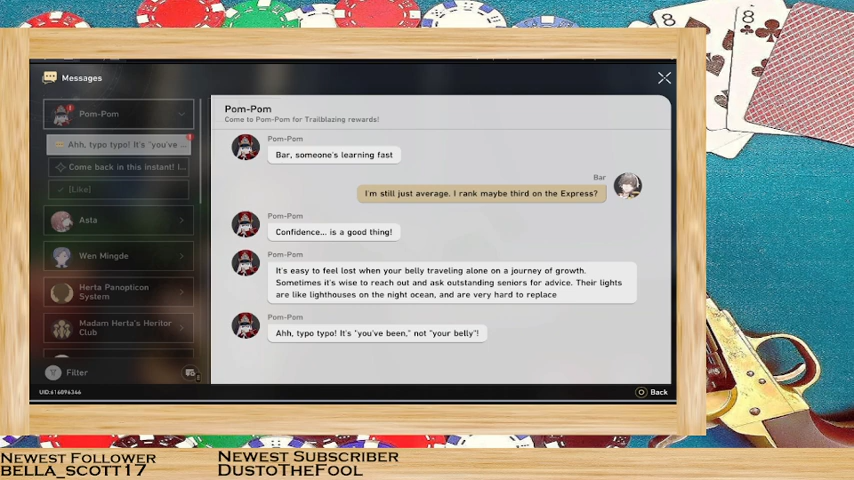 8
8
Messages
Pom-Pom
Ahh, typo typo! It's "you've ...
Come back in this instant! I...
[Like]
Asta
Wen Mingde
Herta Panopticon
System
Madam Herta's Heritor
Club
Filter
Pom-Pom
Come to Pom-Pom for Trailblazing rewards!
Pom-Pom
Bar, someone's learning fast
Bar
I'm still just average. I rank maybe third on the Express?
Pom-Pom
Confidence... is a good thing!
Pom-Pom
It's easy to feel lost when your belly traveling alone on a journey of growth.
Sometimes it's wise to reach out and ask outstanding seniors for advice. Their lights
are like lighthouses on the night ocean, and are very hard to replace
Pom-Pom
Ahh, typo typo! It's "you've been," not "your belly"!
UID:616896346
Back
Newest Follower
bella_scott17
Newest Subscriber
DustoTheFool